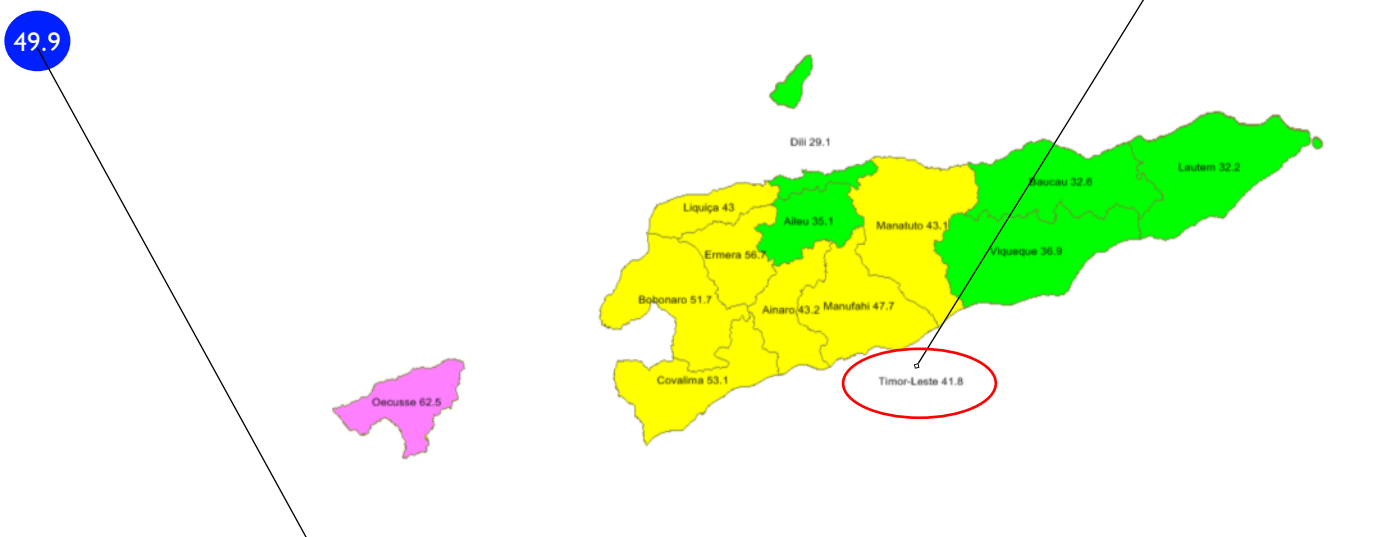 49.9
Dili 29.1
Lautem 32.2
Baucau 32.6
Liquiça 43
Aileu 35.1
Manatuto 43.1
Ermera 56.7
Viqueque 36.9
Bobonaro 51.7
Ainaro 43.2
Manufahi 47.7
Covalima 53.1
Timor-Leste 41.8
Oecusse 62.5